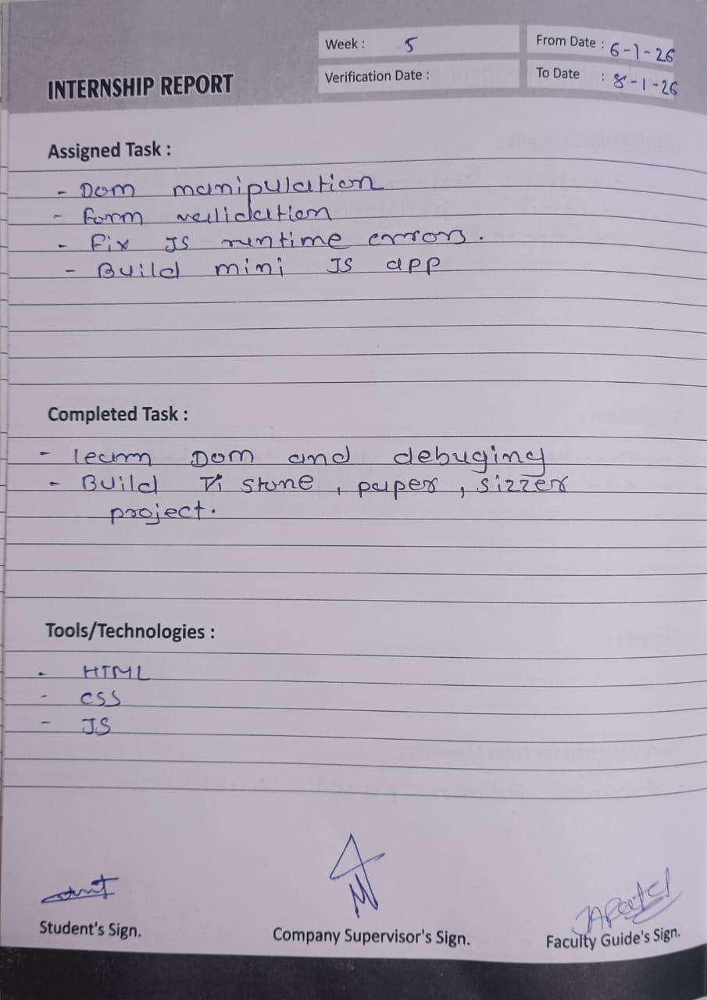 Week : 5
From Date : 6-1-26
INTERNSHIP REPORT
Verification Date :
To Date : 8-1-26
Assigned Task :
- Dom manipulation
- form validation
- Fix JS runtime errors.
- Build mini JS app
Completed Task :
- learn Dom and debuging
- Build stone, paper, sizzer
project.
Tools/Technologies :
- HTML
- CSS
- JS
Student's Sign.
Company Supervisor's Sign.
Faculty Guide's Sign.